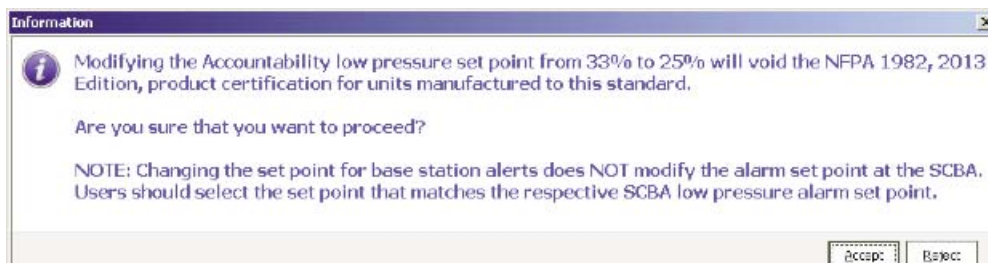 Information
Modifying the Accountability low pressure set point from 33% to 25% will void the NFPA 1982, 2013
Edition, product certification for units manufactured to this standard.
Are you sure that you want to proceed?
NOTE: Changing the set point for base station alerts does NOT modify the alarm set point at the SCBA.
Users should select the set point that matches the respective SCBA low pressure alarm set point.
Accept Reject